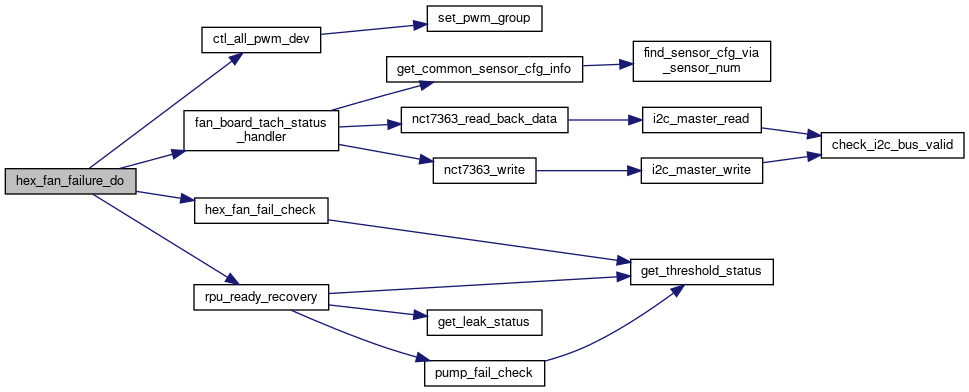 set_pwm_group
ctl_all_pwm_dev
find_sensor_cfg_via
_sensor_num
get_common_sensor_cfg_info
fan_board_tach_status
_handler
nct7363_read_back_data
i2c_master_read
check_i2c_bus_valid
nct7363_write
i2c_master_write
hex_fan_failure_do
hex_fan_fail_check
get_threshold_status
rpu_ready_recovery
get_leak_status
pump_fail_check